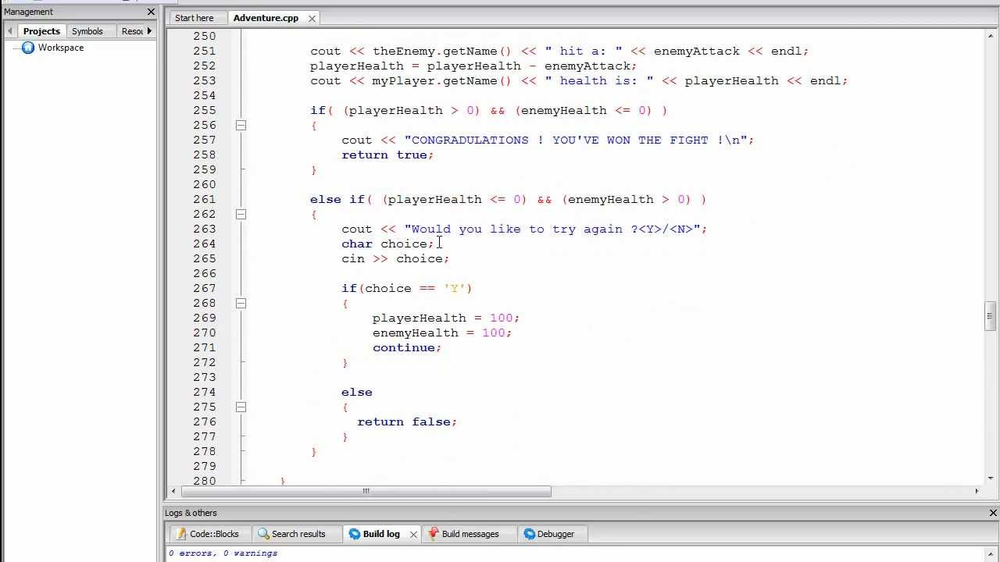 Management
Start here
Adventure.cpp
Projects
Symbols
Resou
Workspace
250
251 cout << theEnemy.getName() << " hit a: " << enemyAttack << endl;
252 playerHealth = playerHealth - enemyAttack;
253 cout << myPlayer.getName() << " health is: " << playerHealth << endl;
254
255 if( (playerHealth > 0) && (enemyHealth <= 0) )
256 {
257 cout << "CONGRADULATIONS ! YOU'VE WON THE FIGHT !\n";
258 return true;
259 }
260
261 else if( (playerHealth <= 0) && (enemyHealth > 0) )
262 {
263 cout << "Would you like to try again ?<Y>/<N>";
264 char choice;
265 cin >> choice;
266
267 if(choice == 'Y')
268 {
269 playerHealth = 100;
270 enemyHealth = 100;
271 continue;
272 }
273
274 else
275 {
276 return false;
277 }
278 }
279
280 }
Logs & others
Code::Blocks
Search results
Build log
Build messages
Debugger
0 errors, 0 warnings